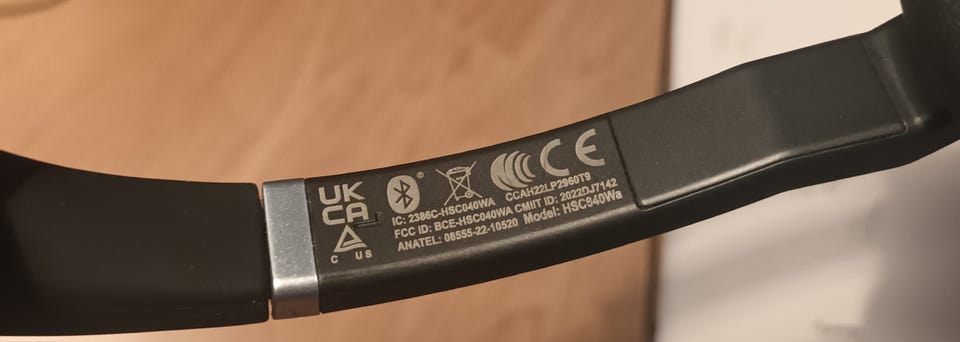 UK
CA
IC: 2386C-HSC040WA CCAH22LP2960T9
FCC ID: BCE-HSC040WA CMIIT ID: 2022DJ7142
ANATEL: 08555-22-10520 Model: HSC040Wa
CE
C US